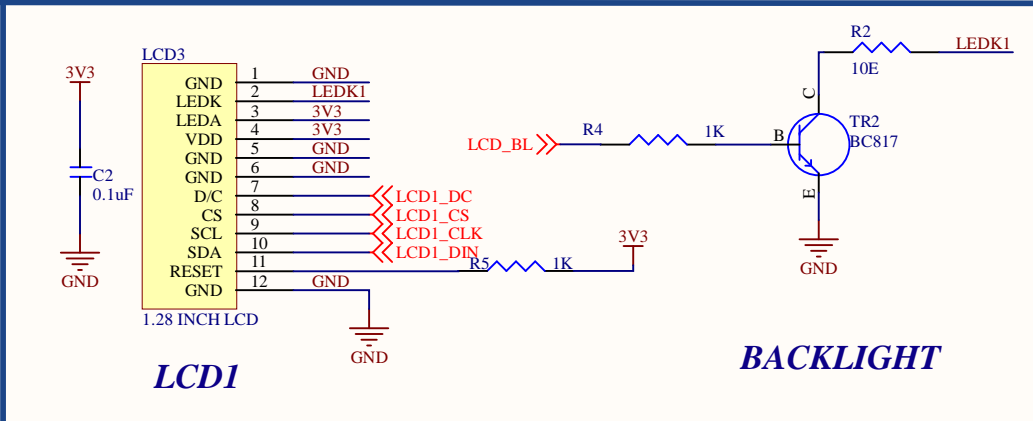 LCD3
3V3
C2
0.1uF
GND
GND 1 GND
LEDK 2 LEDK1
LEDA 3 3V3
VDD 4 3V3
GND 5 GND
GND 6 GND
D/C 7 LCD1_DC
CS 8 LCD1_CS
SCL 9 LCD1_CLK
SDA 10 LCD1_DIN
RESET 11 R5 1K 3V3
GND 12 GND
GND
1.28 INCH LCD
LCD1
R2
10E
LEDK1
LCD_BL R4 1K B
C
E
TR2
BC817
GND
BACKLIGHT